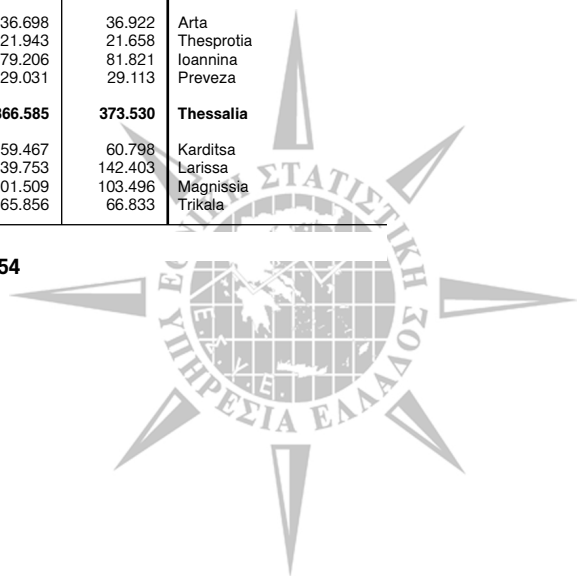 36.698 36.922 Arta
21.943 21.658 Thesprotia
79.206 81.821 Ioannina
29.031 29.113 Preveza
366.585 373.530 Thessalia
59.467 60.798 Karditsa
39.753 142.403 Larissa
01.509 103.496 Magnissia
65.856 66.833 Trikala
54
ΣΤΑΤΙΣΤΙΚΗ
ΥΠΗΡΕΣΙΑ ΕΛΛΑΔΟΣ
Ε.Σ.Υ.Ε.